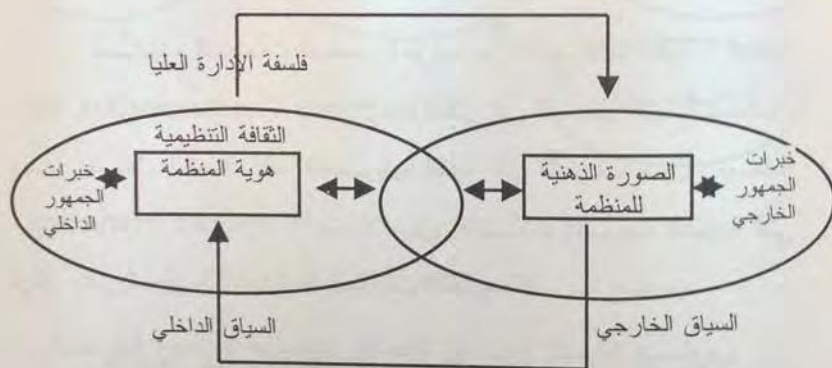 فلسفة الإدارة العليا
الثقافة التنظيمية
هوية المنظمة
خبرات
الجمهور
الداخلي
الصورة الذهنية
للمنظمة
خبرات
الجمهور
الخارجي
السياق الخارجي
السياق الداخلي